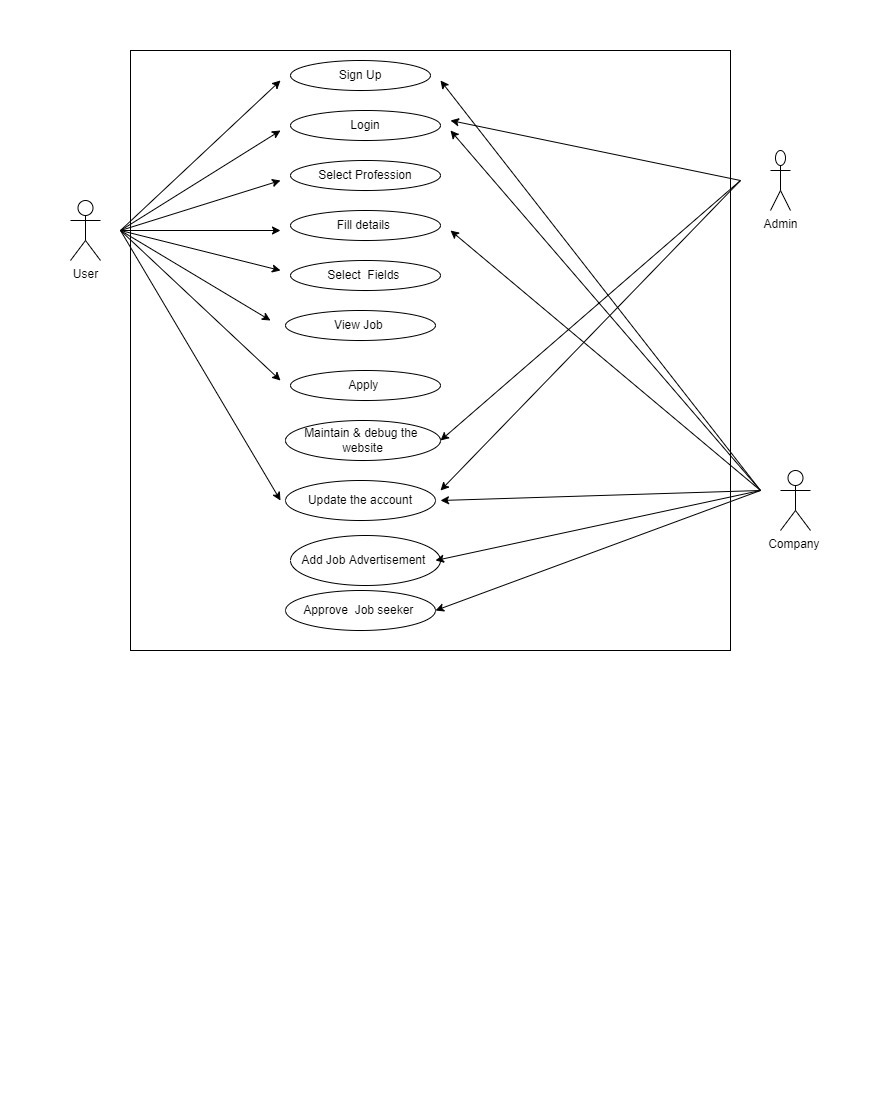 Sign Up
Login
Select Profession
Fill details
Select  Fields
View Job
Apply
Maintain & debug the
website
Update the account
Add Job Advertisement
Approve  Job seeker
User
Admin
Company